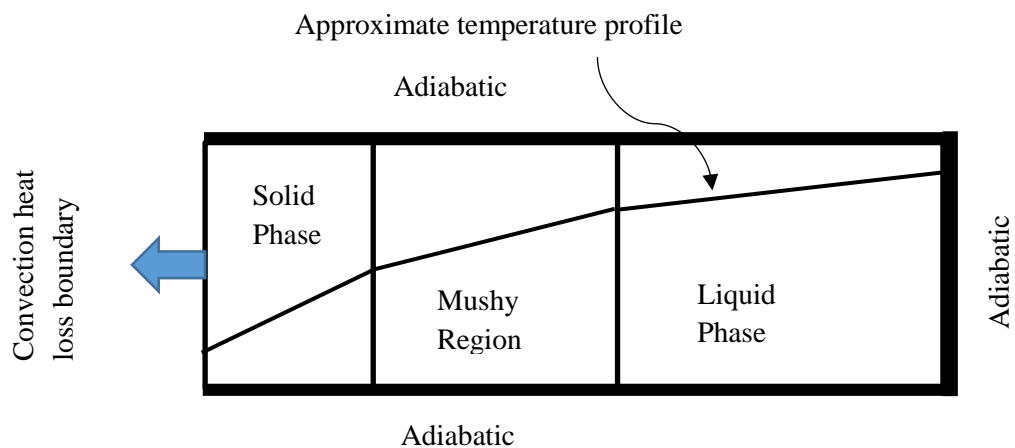 Approximate temperature profile
Adiabatic
Convection heat
loss boundary
Solid
Phase
Mushy
Region
Liquid
Phase
Adiabatic
Adiabatic